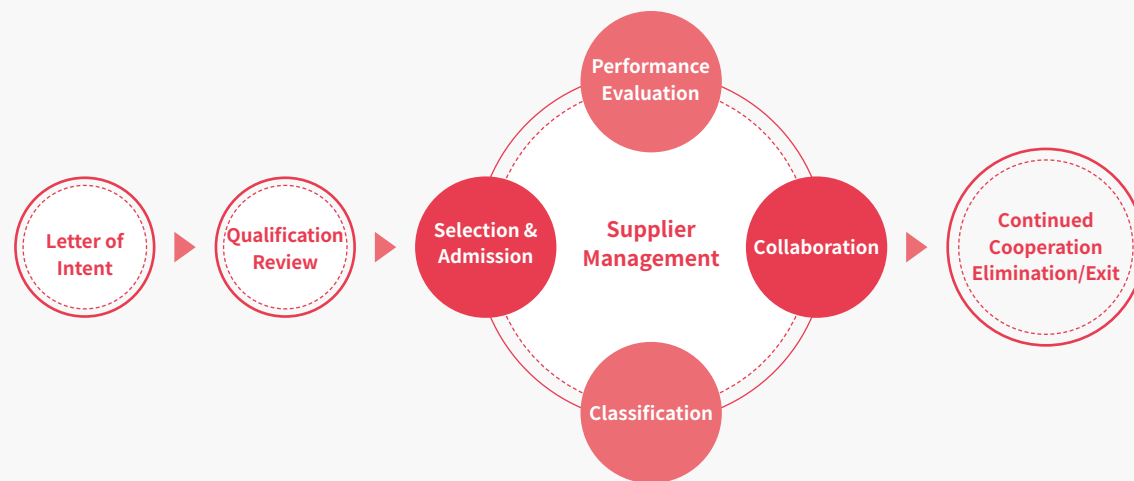 Letter of
Intent
Qualification
Review
Selection &
Admission
Performance
Evaluation
Supplier
Management
Classification
Collaboration
Continued
Cooperation
Elimination/Exit